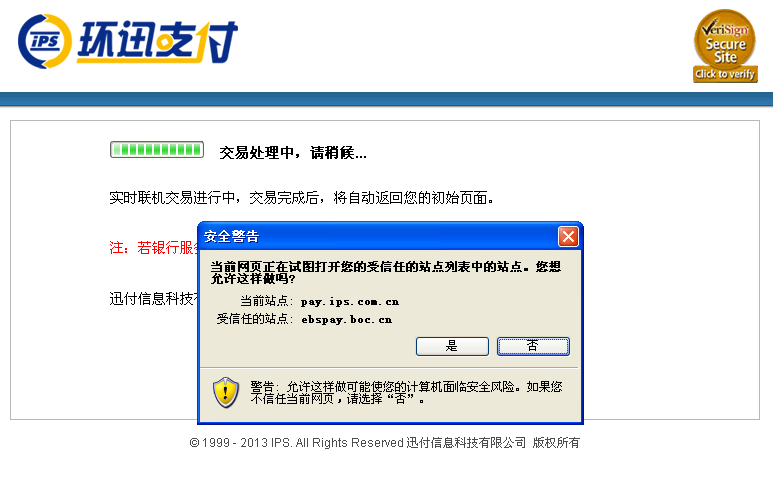 iPS 环迅支付
VeriSign
Secure
Site
Click to verify
交易处理中，请稍候...
实时联机交易进行中，交易完成后，将自动返回您的初始页面。
注：若银行服务
迅付信息科技有
安全警告
当前网页正在试图打开您的受信任的站点列表中的站点。您想
允许这样做吗?
当前站点: pay.ips.com.cn
受信任的站点: ebspay.boc.cn
是 否
警告: 允许这样做可能使您的计算机面临安全风险。如果您
不信任当前网页，请选择“否”。
© 1999 - 2013 IPS. All Rights Reserved 迅付信息科技有限公司 版权所有